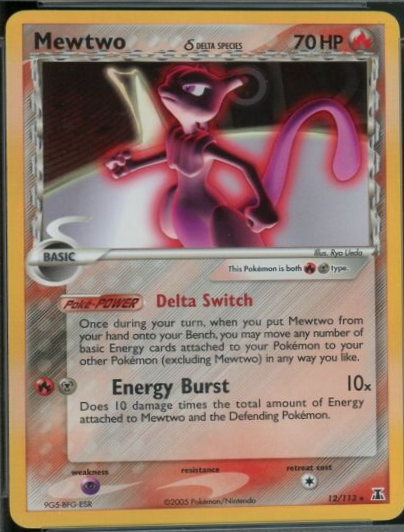 Mewtwo δ DELTA SPECIES 70 HP
Illus. Ryo Ueda
BASIC
This Pokémon is both type.
Poké-POWER Delta Switch
Once during your turn, when you put Mewtwo from
your hand onto your Bench, you may move any number of
basic Energy cards attached to your Pokémon to your
other Pokémon (excluding Mewtwo) in any way you like.
Energy Burst 10x
Does 10 damage times the total amount of Energy
attached to Mewtwo and the Defending Pokémon.
weakness resistance retreat cost
9G5-BFG-ESR ©2005 Pokémon/Nintendo 12/113 ★